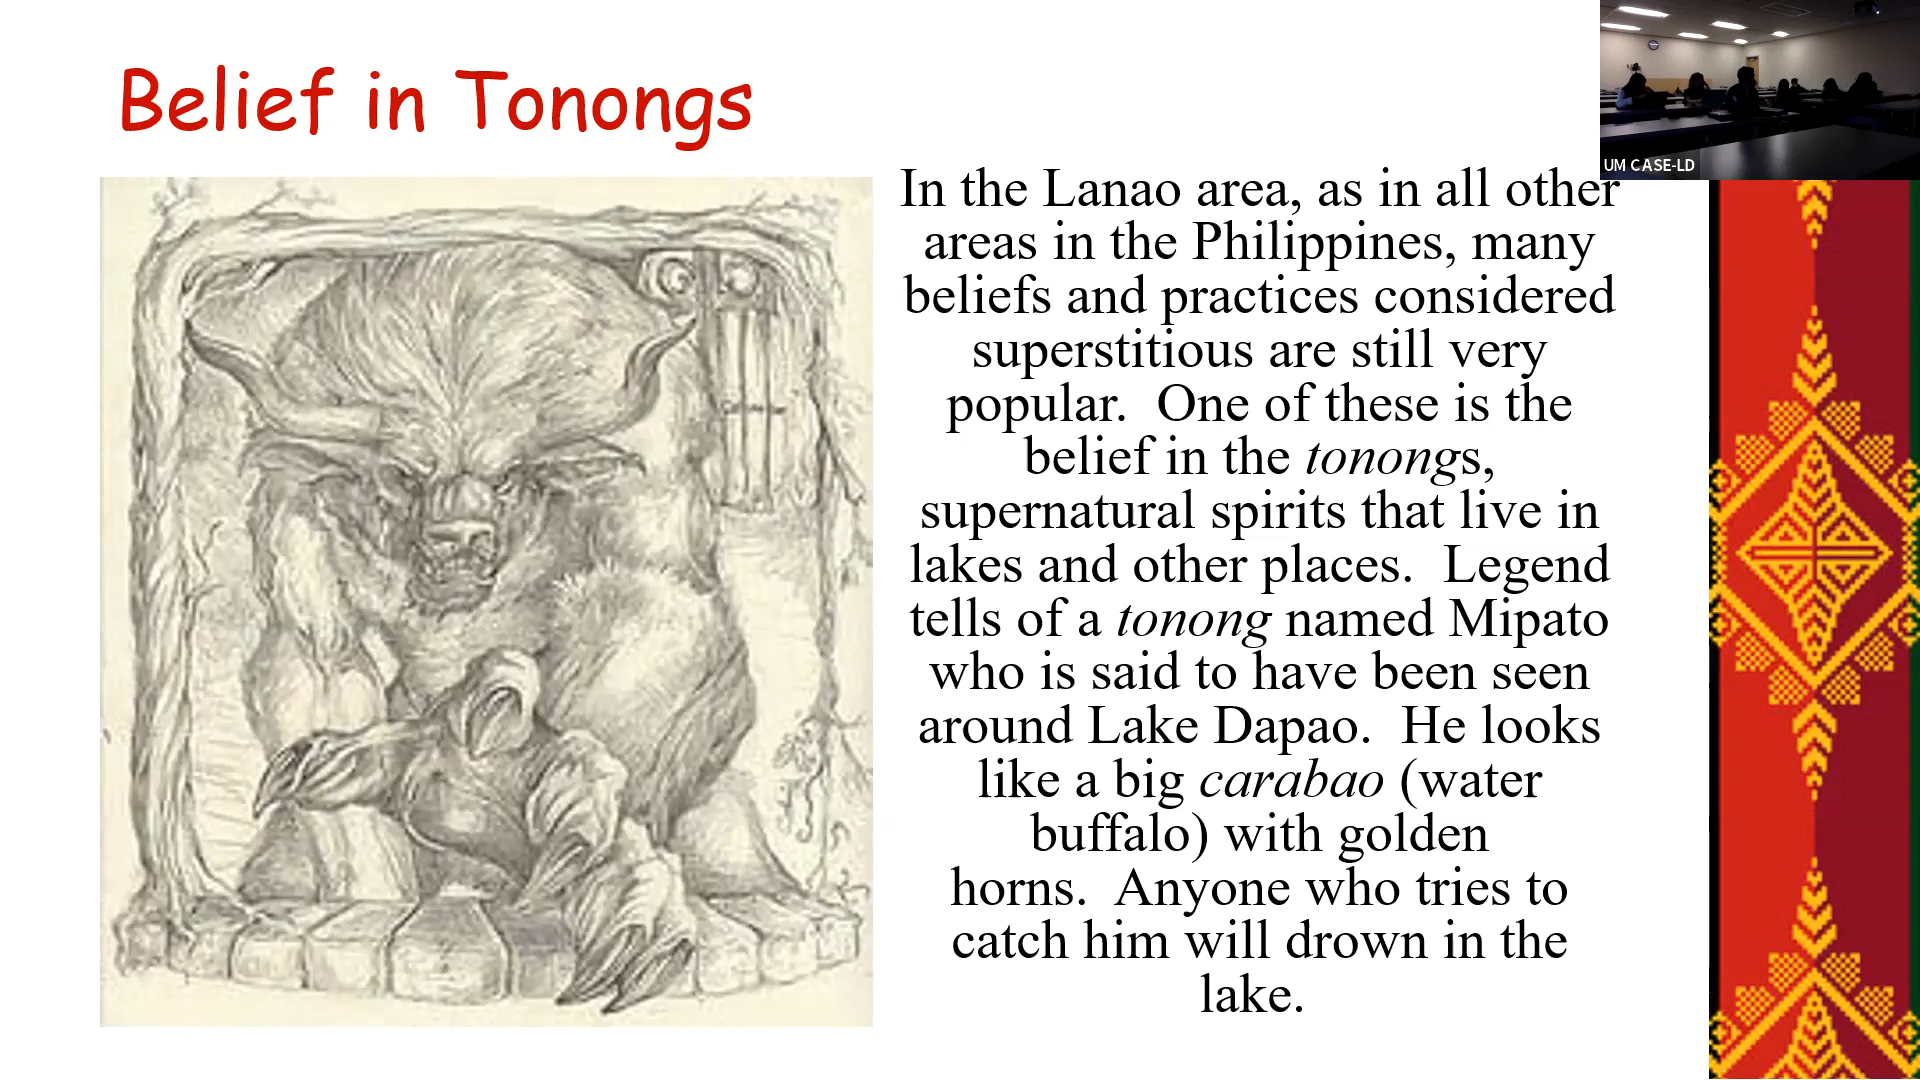 Belief in Tonongs
UM CASE-LD
In the Lanao area, as in all other
areas in the Philippines, many
beliefs and practices considered
superstitious are still very
popular.  One of these is the
belief in the tonongs,
supernatural spirits that live in
lakes and other places.  Legend
tells of a tonong named Mipato
who is said to have been seen
around Lake Dapao.  He looks
like a big carabao (water
buffalo) with golden
horns.  Anyone who tries to
catch him will drown in the
lake.